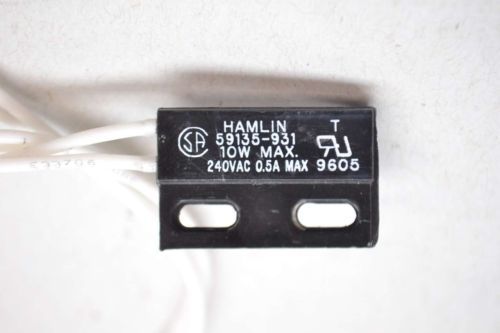 HAMLIN T
59135-931
10W MAX.
240VAC 0.5A MAX 9605